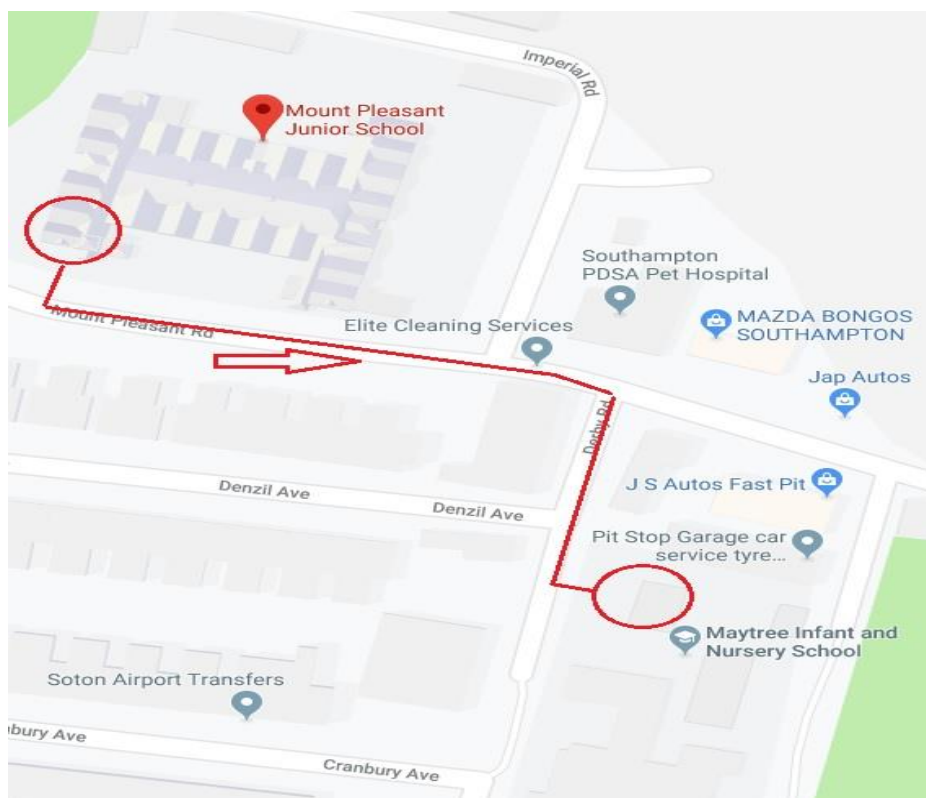 Imperial Rd
Mount Pleasant
Junior School
Southampton
PDSA Pet Hospital
Mount Pleasant Rd
Elite Cleaning Services
MAZDA BONGOS
SOUTHAMPTON
Jap Autos
Derby Rd
Denzil Ave
Denzil Ave
J S Autos Fast Pit
Pit Stop Garage car
service tyre...
Maytree Infant and
Nursery School
Soton Airport Transfers
bury Ave
Cranbury Ave